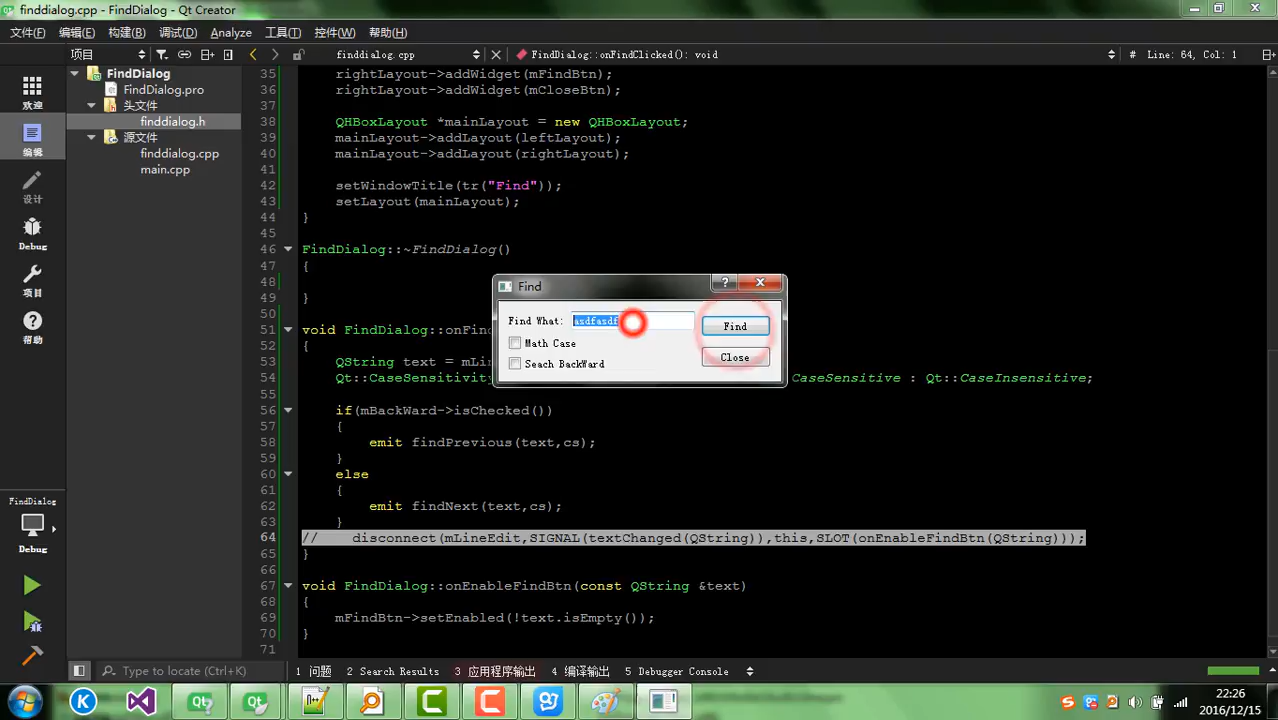 finddialog.cpp - FindDialog - Qt Creator
文件(F) 编辑(E) 构建(B) 调试(D) Analyze 工具(T) 控件(W) 帮助(H)
项目 finddialog.cpp FindDialog::onFindClicked(): void # Line: 64, Col: 1
欢迎
编辑
设计
Debug
项目
帮助
FindDialog
Debug
FindDialog
FindDialog.pro
头文件
finddialog.h
源文件
finddialog.cpp
main.cpp
35 rightLayout->addWidget(mFindBtn);
36 rightLayout->addWidget(mCloseBtn);
37
38 QHBoxLayout *mainLayout = new QHBoxLayout;
39 mainLayout->addLayout(leftLayout);
40 mainLayout->addLayout(rightLayout);
41
42 setWindowTitle(tr("Find"));
43 setLayout(mainLayout);
44 }
45
46 FindDialog::~FindDialog()
47 {
48
49 }
50
51 void FindDialog::onFin
52 {
53 QString text = mLin
54 Qt::CaseSensitivity CaseSensitive : Qt::CaseInsensitive;
55
56 if(mBackWard->isChecked())
57 {
58 emit findPrevious(text,cs);
59 }
60 else
61 {
62 emit findNext(text,cs);
63 }
64 // disconnect(mLineEdit,SIGNAL(textChanged(QString)),this,SLOT(onEnableFindBtn(QString)));
65 }
66
67 void FindDialog::onEnableFindBtn(const QString &text)
68 {
69 mFindBtn->setEnabled(!text.isEmpty());
70 }
71
Find
Find What: asdfasdf Find
Math Case
Close
Seach BackWard
Type to locate (Ctrl+K) 1 问题 2 Search Results 3 应用程序输出 4 编译输出 5 Debugger Console
22:26
2016/12/15